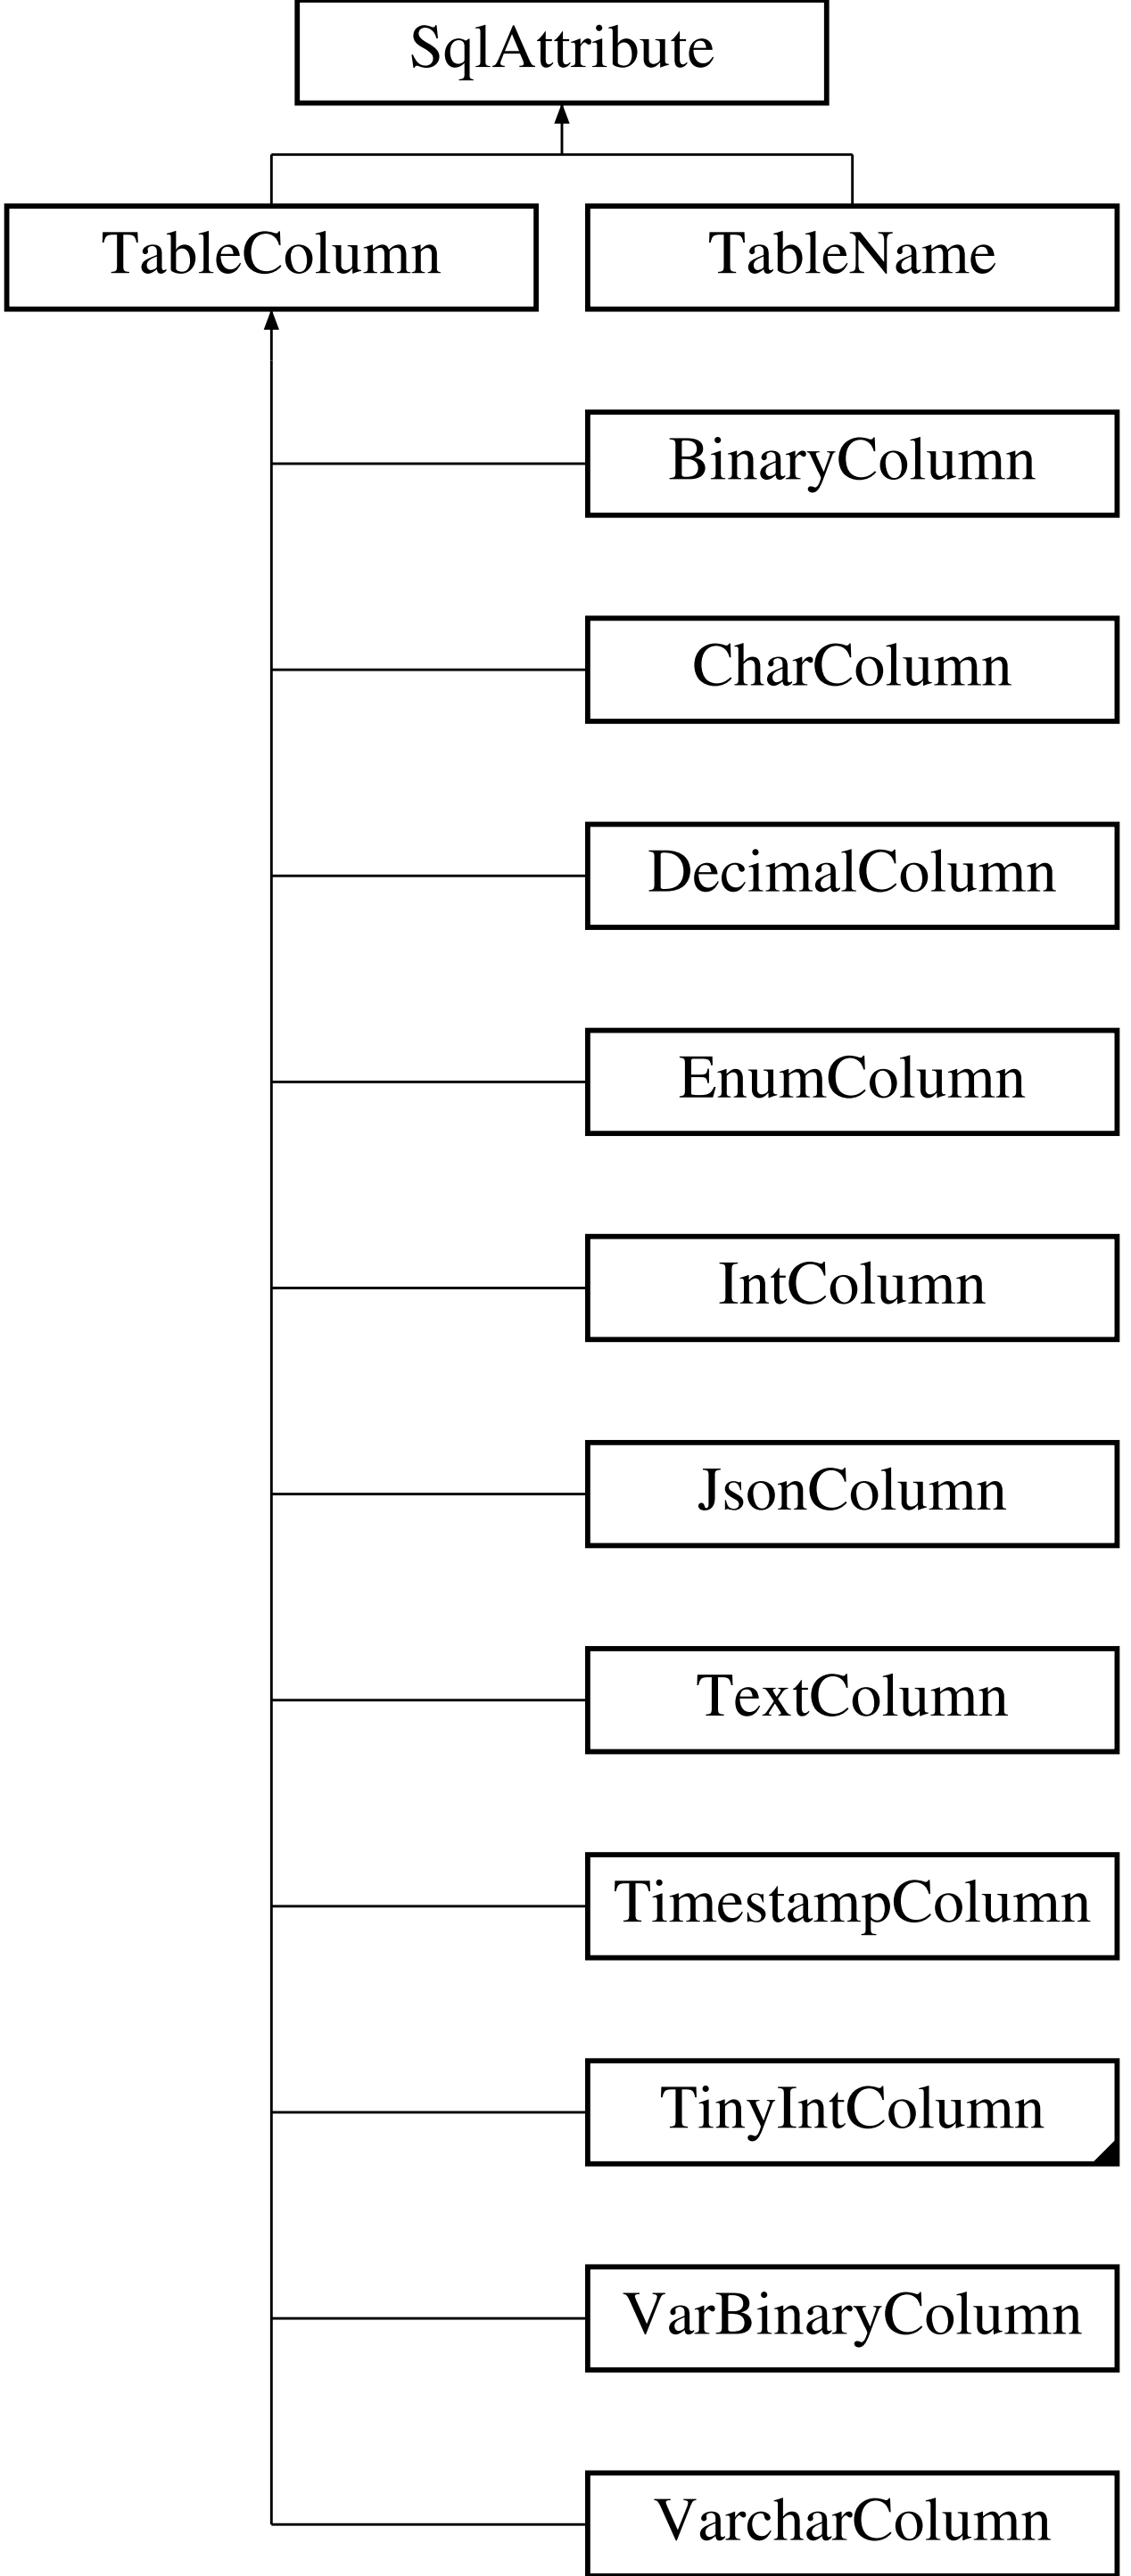 SqlAttribute
TableColumn
TableName
BinaryColumn
CharColumn
DecimalColumn
EnumColumn
IntColumn
JsonColumn
TextColumn
TimestampColumn
TinyIntColumn
VarBinaryColumn
VarcharColumn